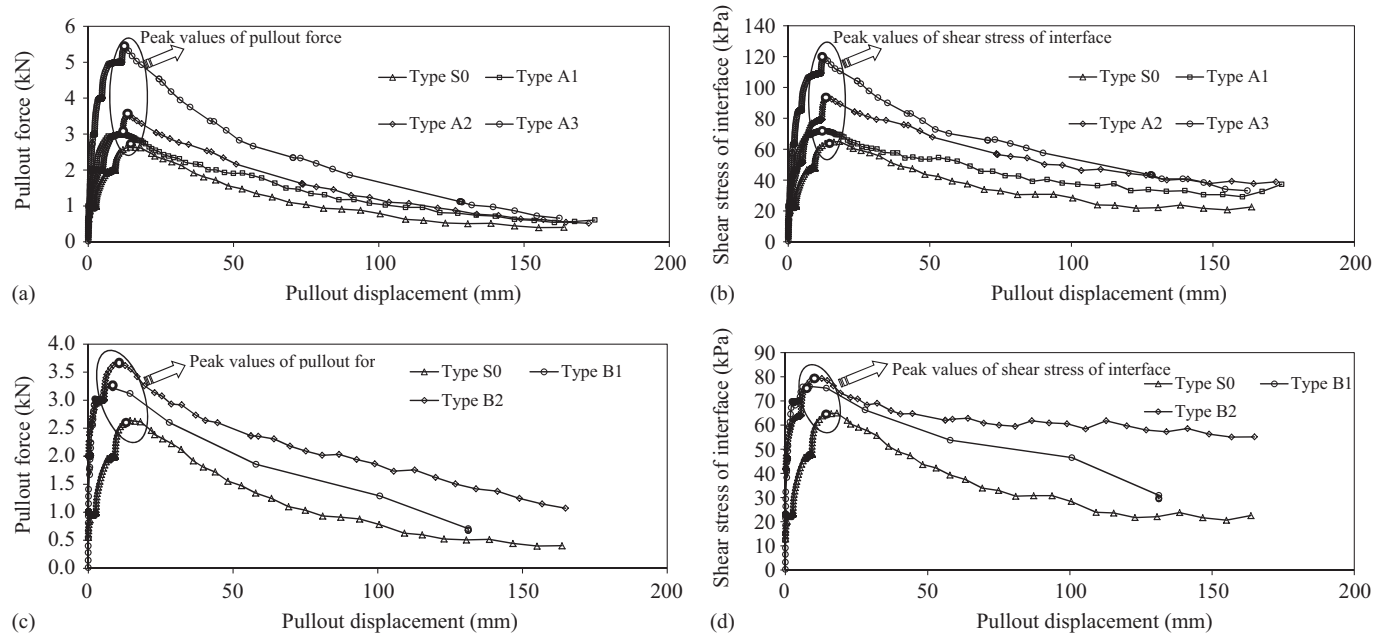 (a)
Pullout force (kN)
6
5
4
3
2
1
0
Peak values of pullout force
Type S0
Type A1
Type A2
Type A3
0
50
100
150
200
Pullout displacement (mm)
(b)
Shear stress of interface (kPa)
140
120
100
80
60
40
20
0
Peak values of shear stress of interface
Type S0
Type A1
Type A2
Type A3
0
50
100
150
200
Pullout displacement (mm)
(c)
Pullout force (kN)
4.0
3.5
3.0
2.5
2.0
1.5
1.0
0.5
0.0
Peak values of pullout for
Type S0
Type B1
Type B2
0
50
100
150
200
Pullout displacement (mm)
(d)
Shear stress of interface (kPa)
90
80
70
60
50
40
30
20
10
0
Peak values of shear stress of interface
Type S0
Type B1
Type B2
0
50
100
150
200
Pullout displacement (mm)